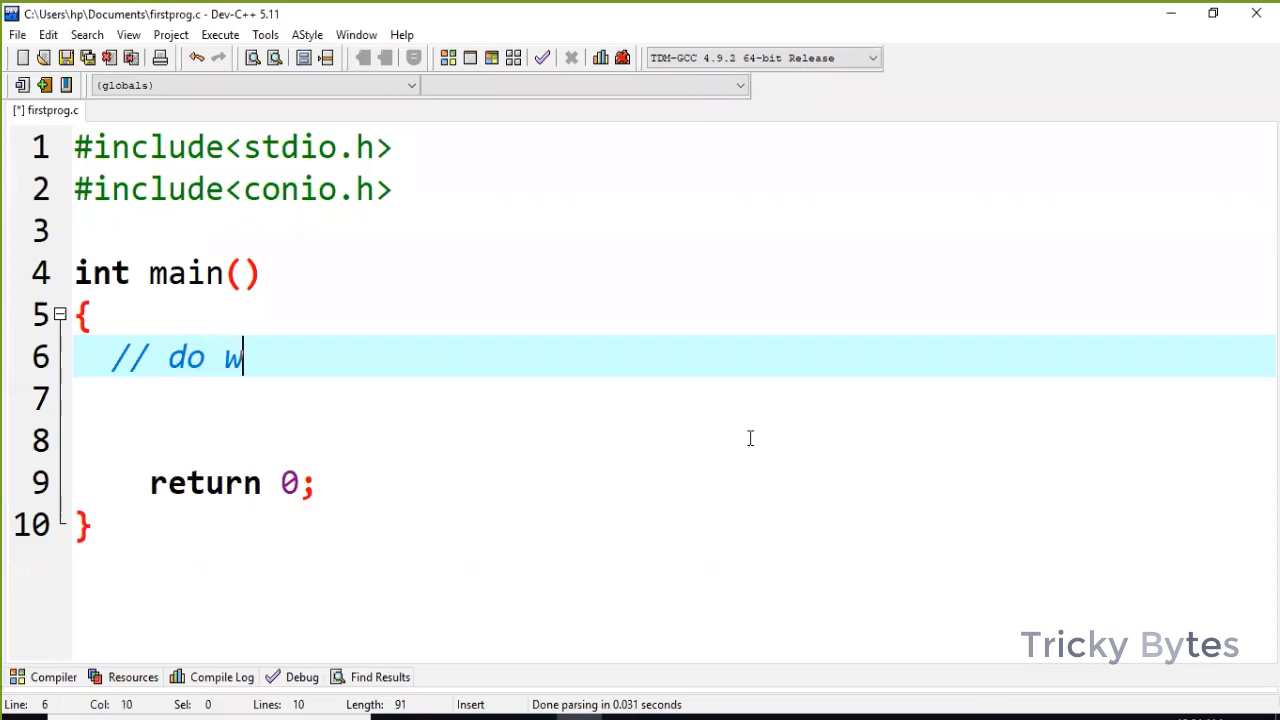 C:\Users\hp\Documents\firstprog.c - Dev-C++ 5.11
File Edit Search View Project Execute Tools AStyle Window Help
TDM-GCC 4.9.2 64-bit Release
(globals)
[*] firstprog.c
1 #include<stdio.h>
2 #include<conio.h>
3
4 int main()
5 {
6 // do w
7
8
9 return 0;
10 }
Tricky Bytes
Compiler Resources Compile Log Debug Find Results
Line: 6 Col: 10 Sel: 0 Lines: 10 Length: 91 Insert Done parsing in 0.031 seconds